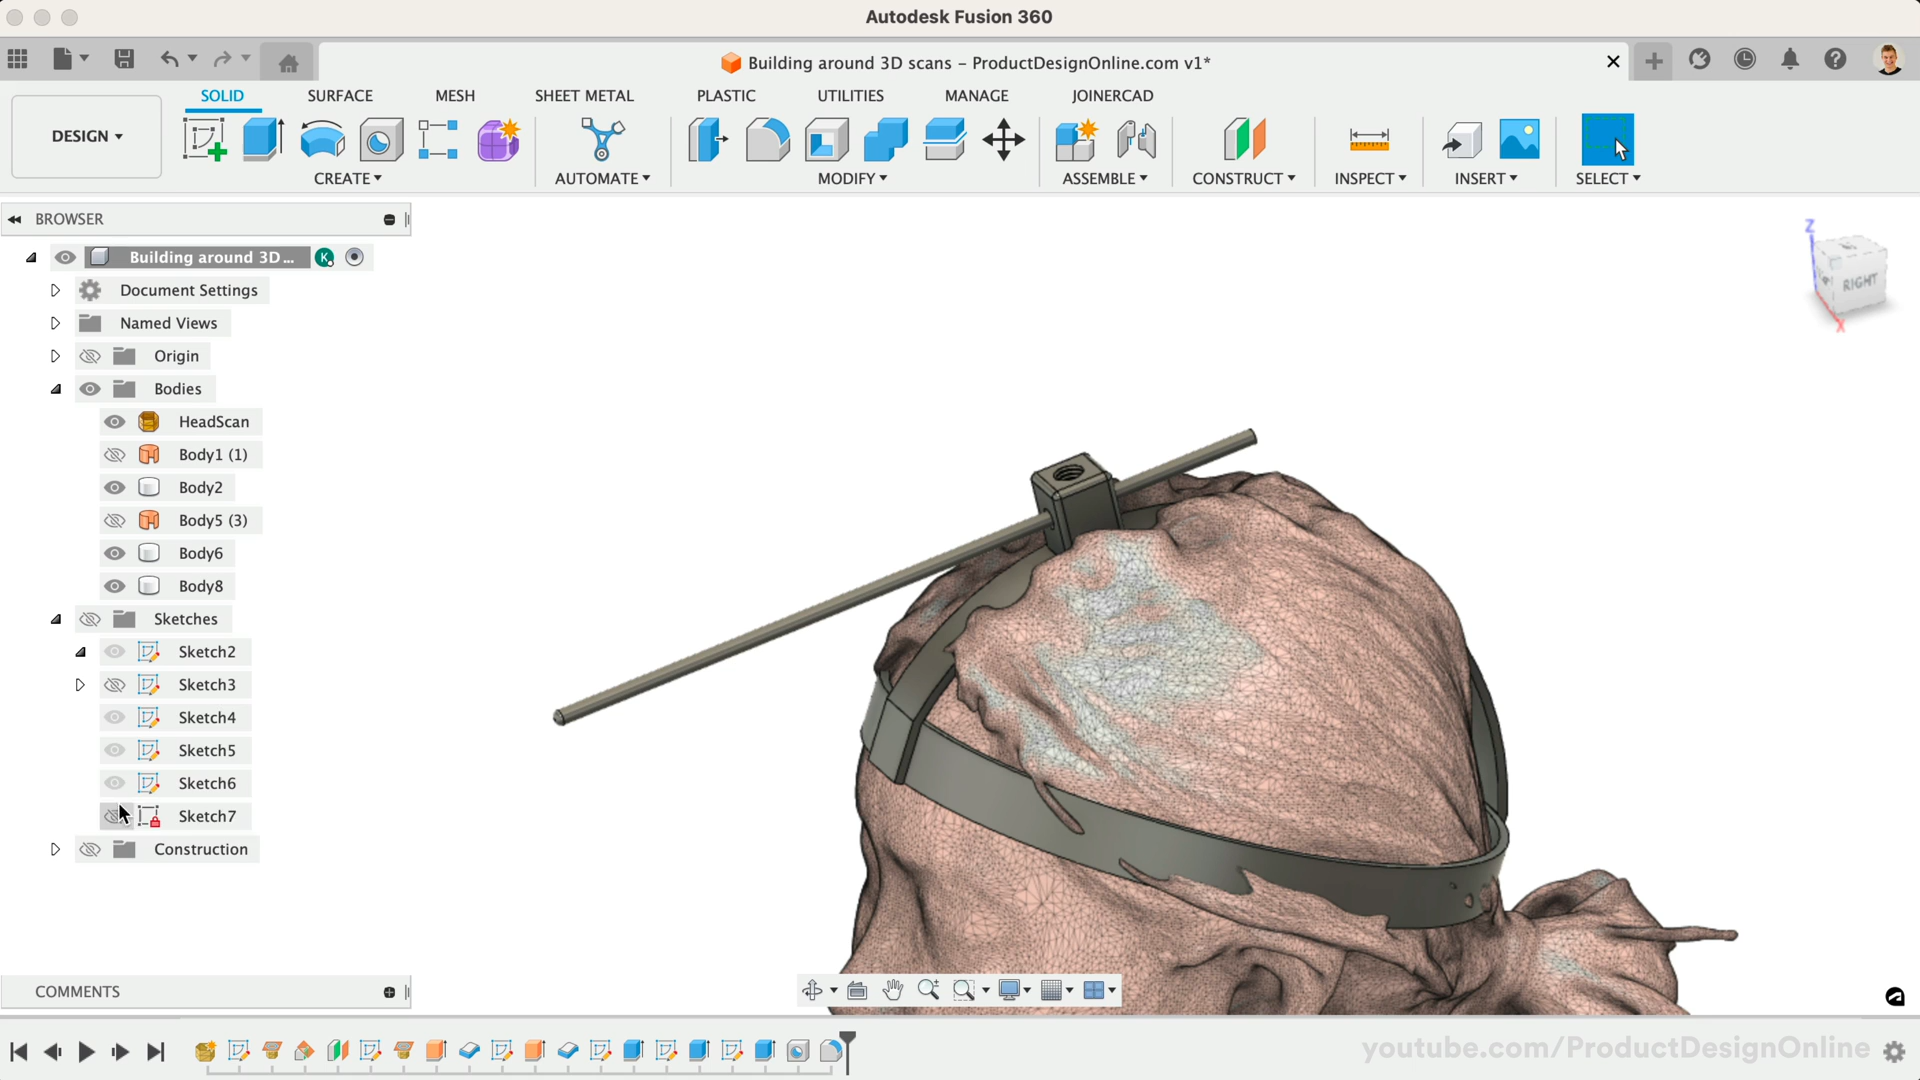 Autodesk Fusion 360
Building around 3D scans – ProductDesignOnline.com v1*
SOLID SURFACE MESH SHEET METAL PLASTIC UTILITIES MANAGE JOINERCAD
DESIGN
CREATE AUTOMATE MODIFY ASSEMBLE CONSTRUCT INSPECT INSERT SELECT
BROWSER
Building around 3D...
K
Document Settings
Named Views
Origin
Bodies
HeadScan
Body1 (1)
Body2
Body5 (3)
Body6
Body8
Sketches
Sketch2
Sketch3
Sketch4
Sketch5
Sketch6
Sketch7
Construction
Z
RIGHT
X
COMMENTS
youtube.com/ProductDesignOnline